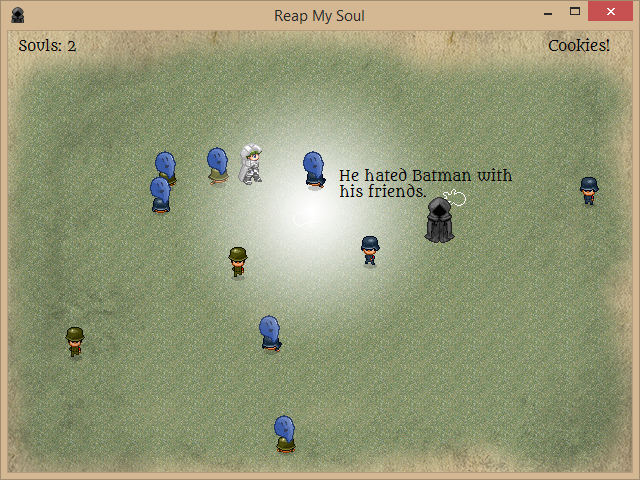 Reap My Soul
Souls: 2
Cookies!
He hated Batman with
his friends.